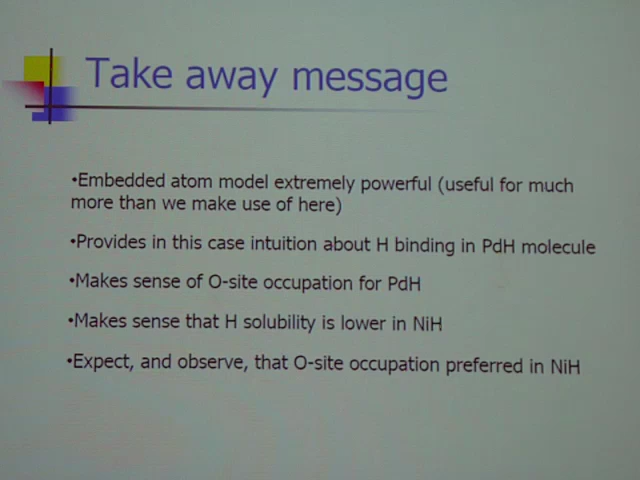 Take away message
•Embedded atom model extremely powerful (useful for much
more than we make use of here)
•Provides in this case intuition about H binding in PdH molecule
•Makes sense of O-site occupation for PdH
•Makes sense that H solubility is lower in NiH
•Expect, and observe, that O-site occupation preferred in NiH